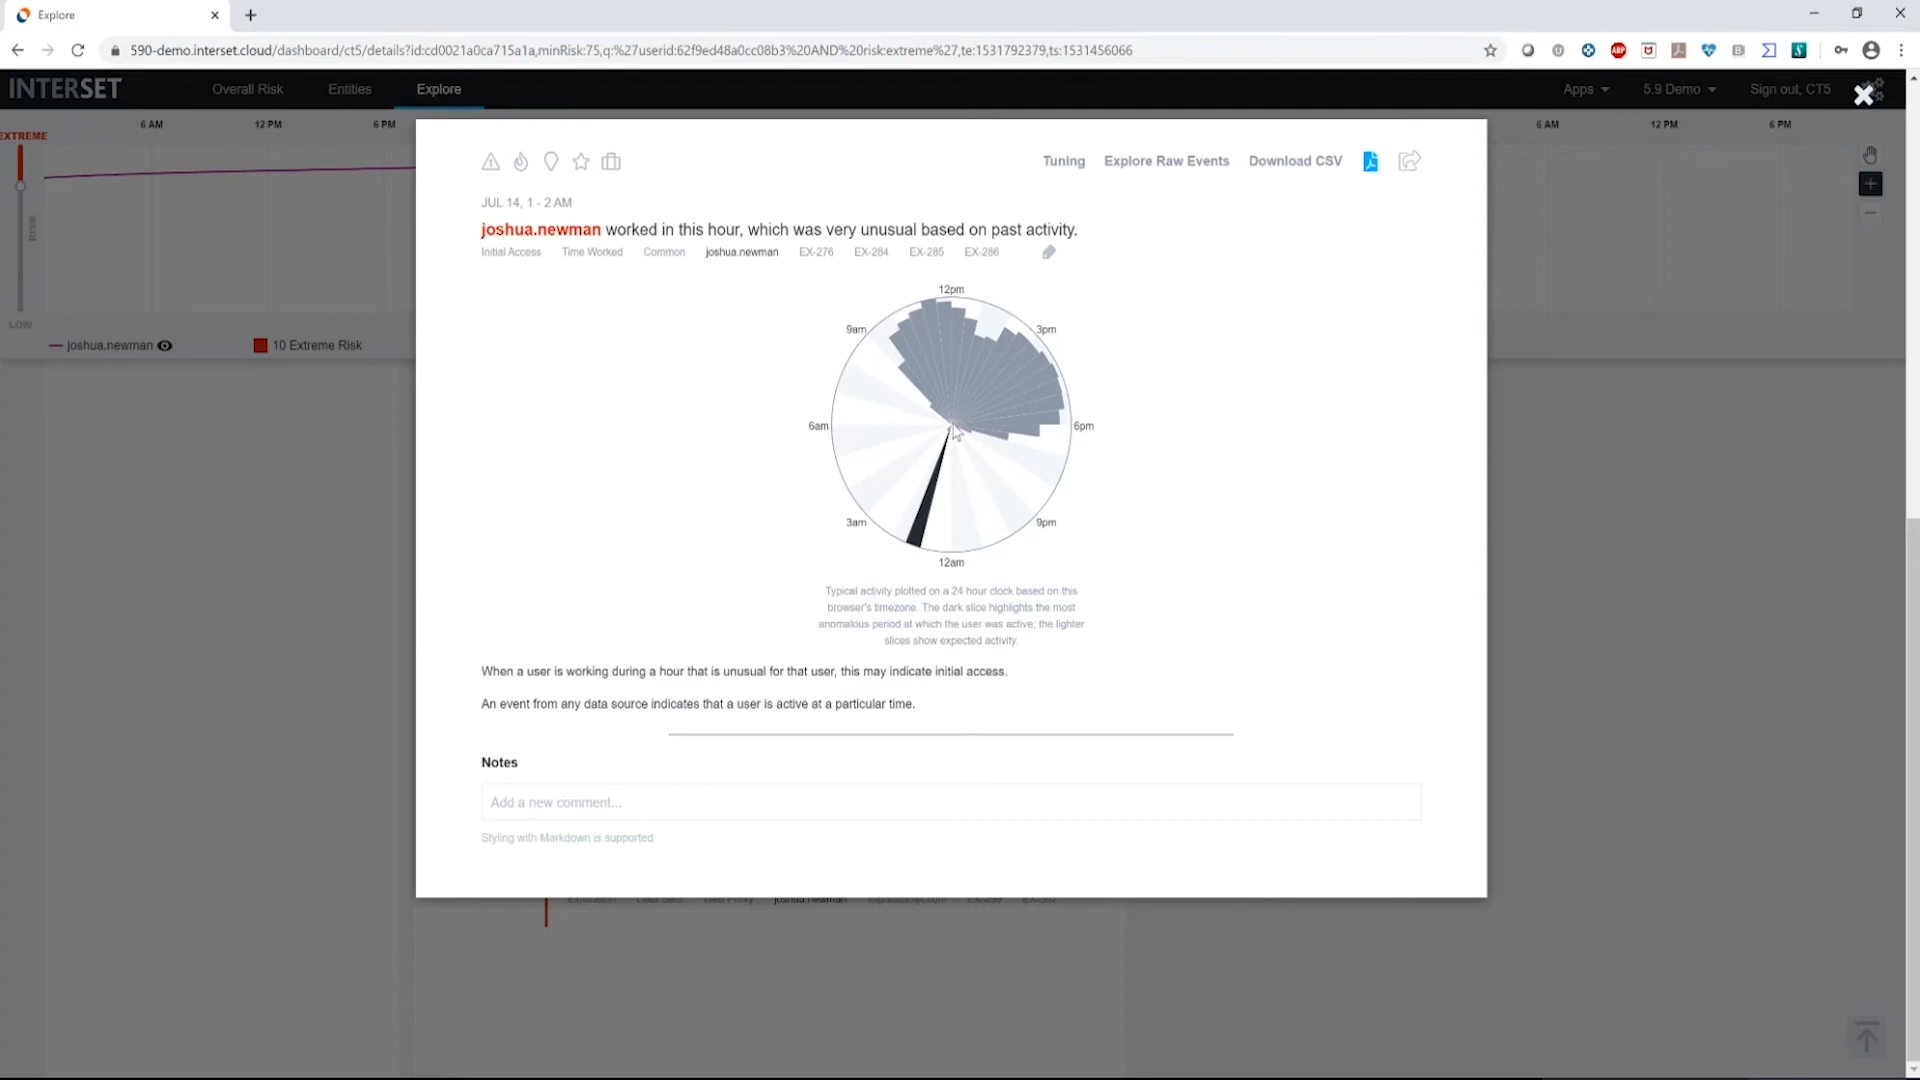 Explore
590-demo.interset.cloud/dashboard/ct5/details?id:cd0021a0ca715a1a,minRisk:75,q:%27userid:62f9ed48a0cc08b3%20AND%20risk:extreme%27,te:1531792379,ts:1531456066
INTERSET
Overall Risk
Entities
Explore
Apps
5.9 Demo
Sign out, CT5
6 AM
12 PM
6 PM
6 AM
12 PM
6 PM
EXTREME
RISK
LOW
joshua.newman
10 Extreme Risk
Tuning
Explore Raw Events
Download CSV
JUL 14, 1 - 2 AM
joshua.newman worked in this hour, which was very unusual based on past activity.
Initial Access Time Worked Common joshua.newman EX-276 EX-284 EX-285 EX-286
12pm
9am
3pm
6am
6pm
3am
9pm
12am
Typical activity plotted on a 24 hour clock based on this
browser's timezone. The dark slice highlights the most
anomalous period at which the user was active; the lighter
slices show expected activity.
When a user is working during a hour that is unusual for that user, this may indicate initial access.
An event from any data source indicates that a user is active at a particular time.
Notes
Add a new comment...
Styling with Markdown is supported
Exfiltration Data Sent Web Proxy joshua.newman